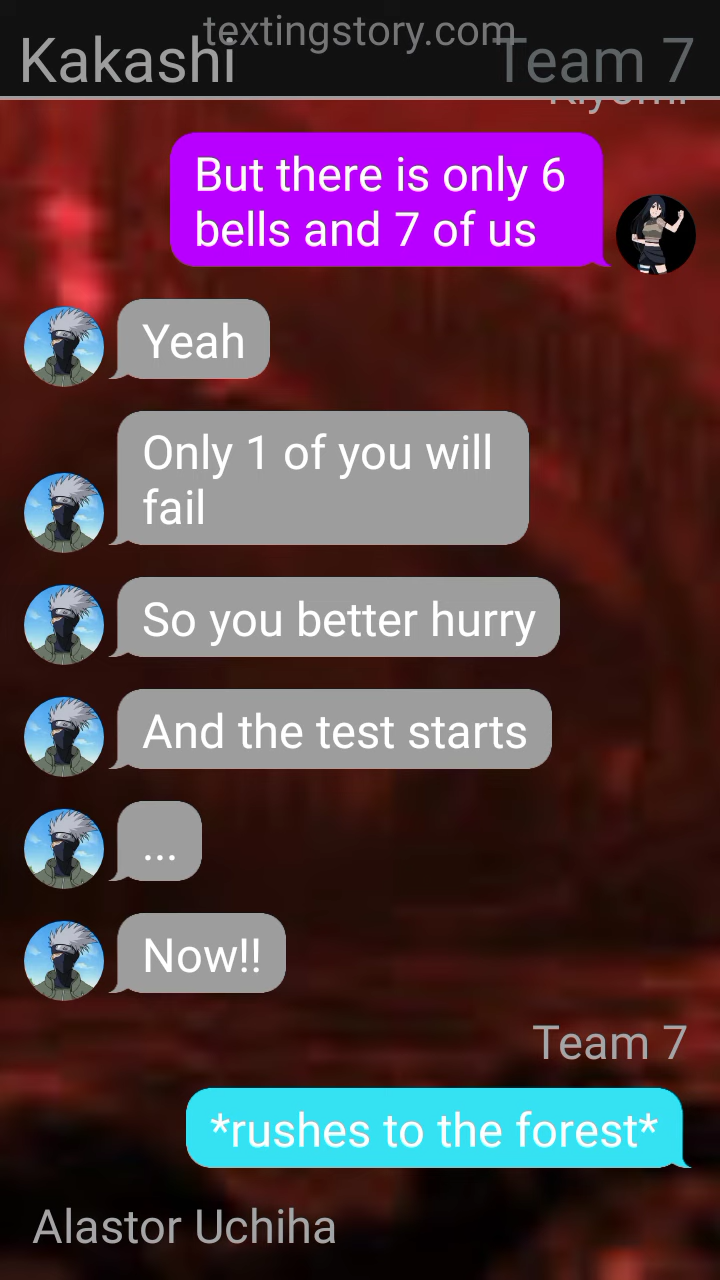 textingstory.com
Kakashi
Team 7
Kiyomi
But there is only 6
bells and 7 of us
Yeah
Only 1 of you will
fail
So you better hurry
And the test starts
...
Now!!
Team 7
*rushes to the forest*
Alastor Uchiha